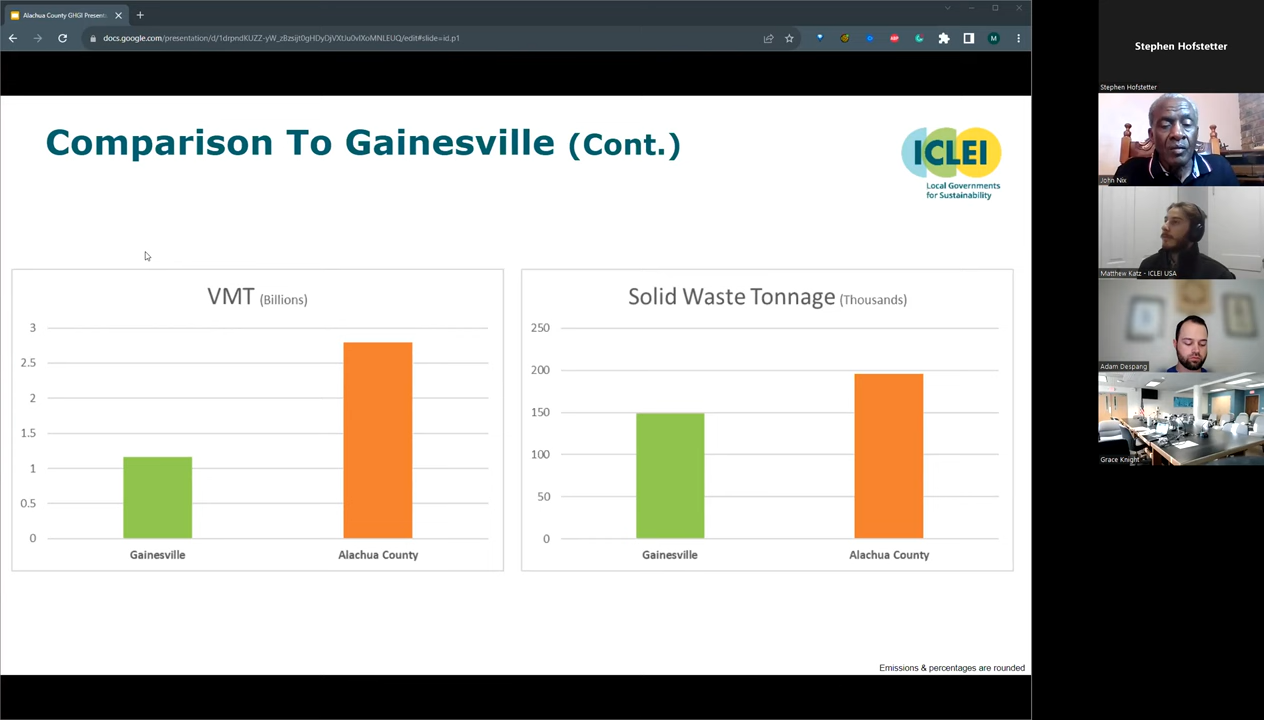 Alachua County GHGI Present
docs.google.com/presentation/d/1drpndKUZZ-yW_zBzsijt0gHDyDjVXtJu0vIXoMNLEUQ/edit#slide=id.p1
M
Comparison To Gainesville (Cont.)
ICLEI
Local Governments
for Sustainability
VMT (Billions)
3
2.5
2
1.5
1
0.5
0
Gainesville
Alachua County
Solid Waste Tonnage (Thousands)
250
200
150
100
50
0
Gainesville
Alachua County
Emissions & percentages are rounded
Stephen Hofstetter
Stephen Hofstetter
John Nix
Matthew Katz - ICLEI USA
Adam Despang
Grace Knight -